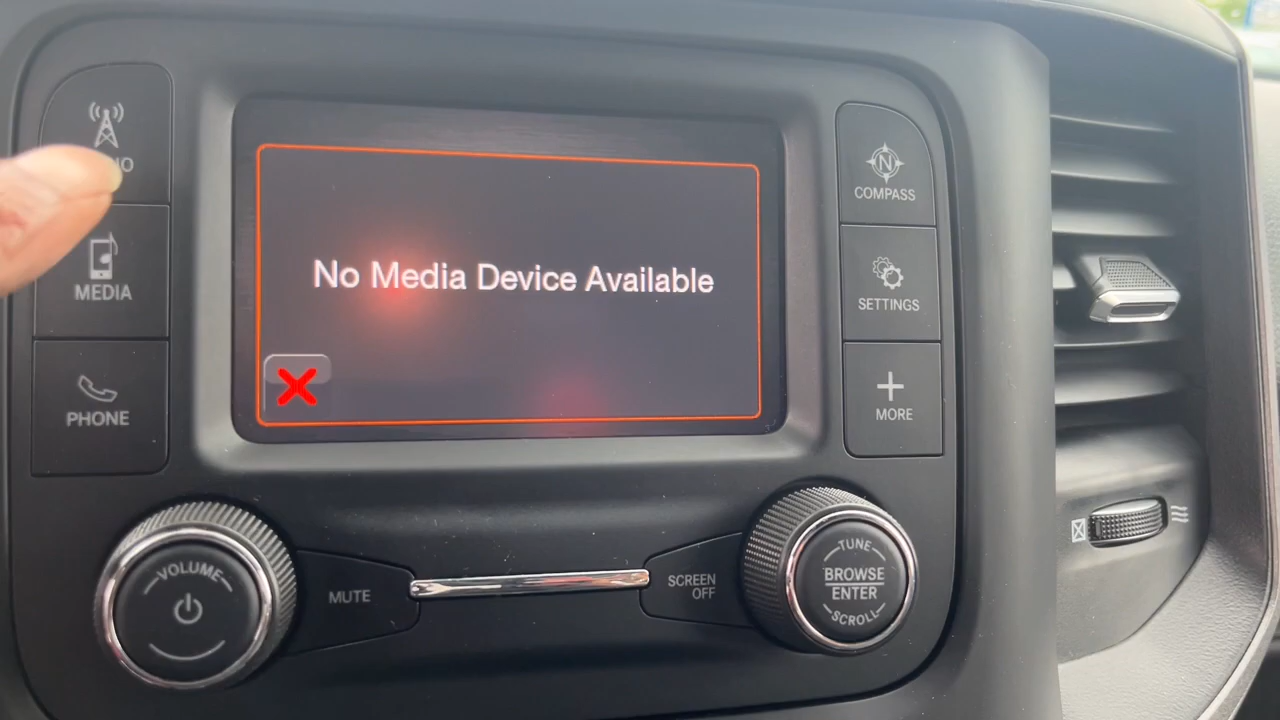 COMPASS
No Media Device Available
MEDIA
SETTINGS
PHONE
MORE
VOLUME
MUTE
SCREEN
OFF
TUNE
BROWSE
ENTER
SCROLL
N